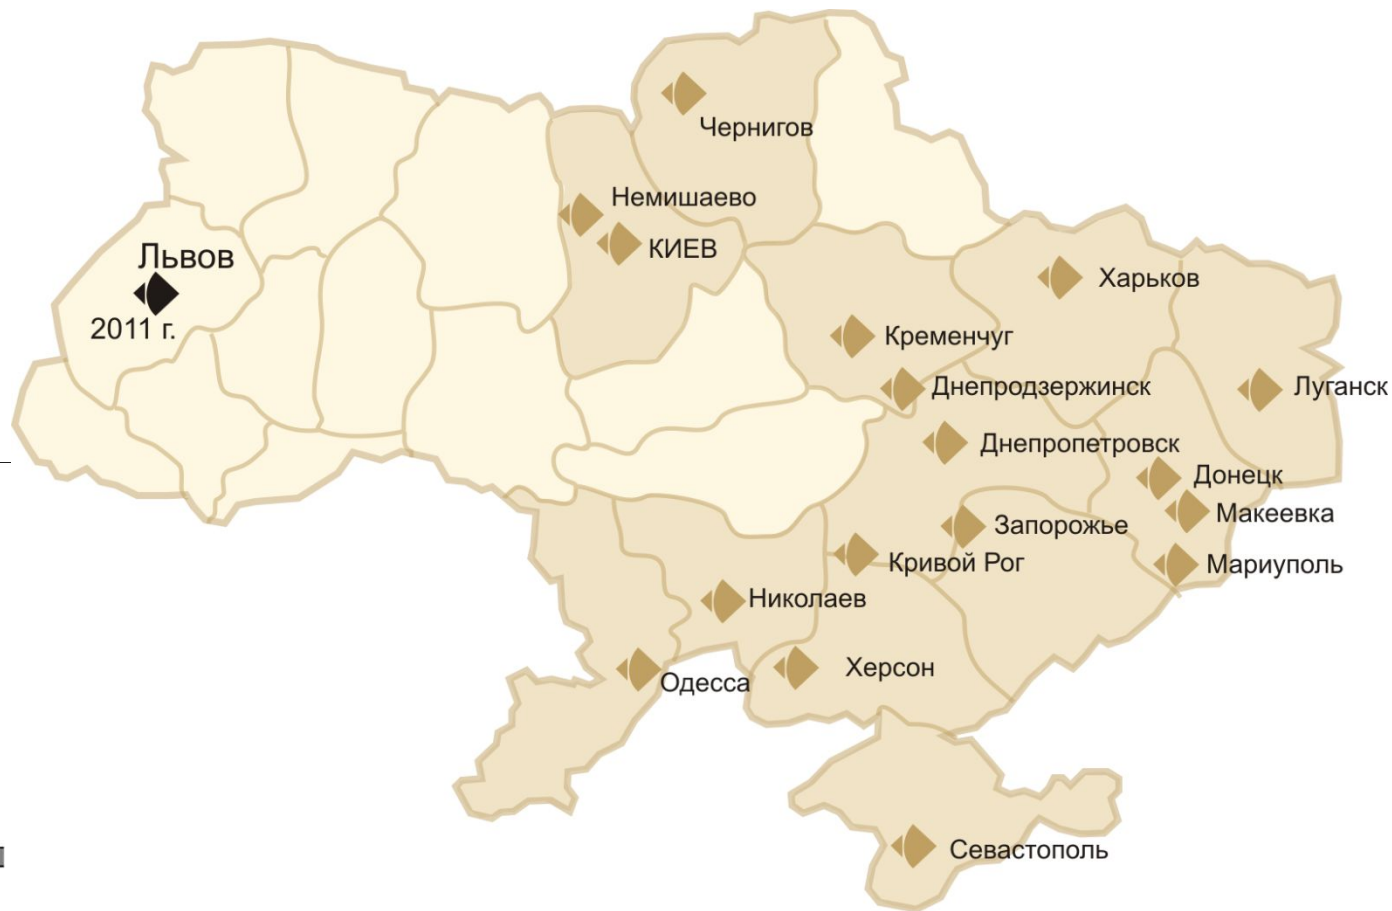 Чернигов
Немишаево
КИЕВ
Львов
2011 г.
Харьков
Кременчуг
Днепродзержинск
Луганск
Днепропетровск
Донецк
Макеевка
Запорожье
Кривой Рог
Мариуполь
Николаев
Херсон
Одесса
Севастополь